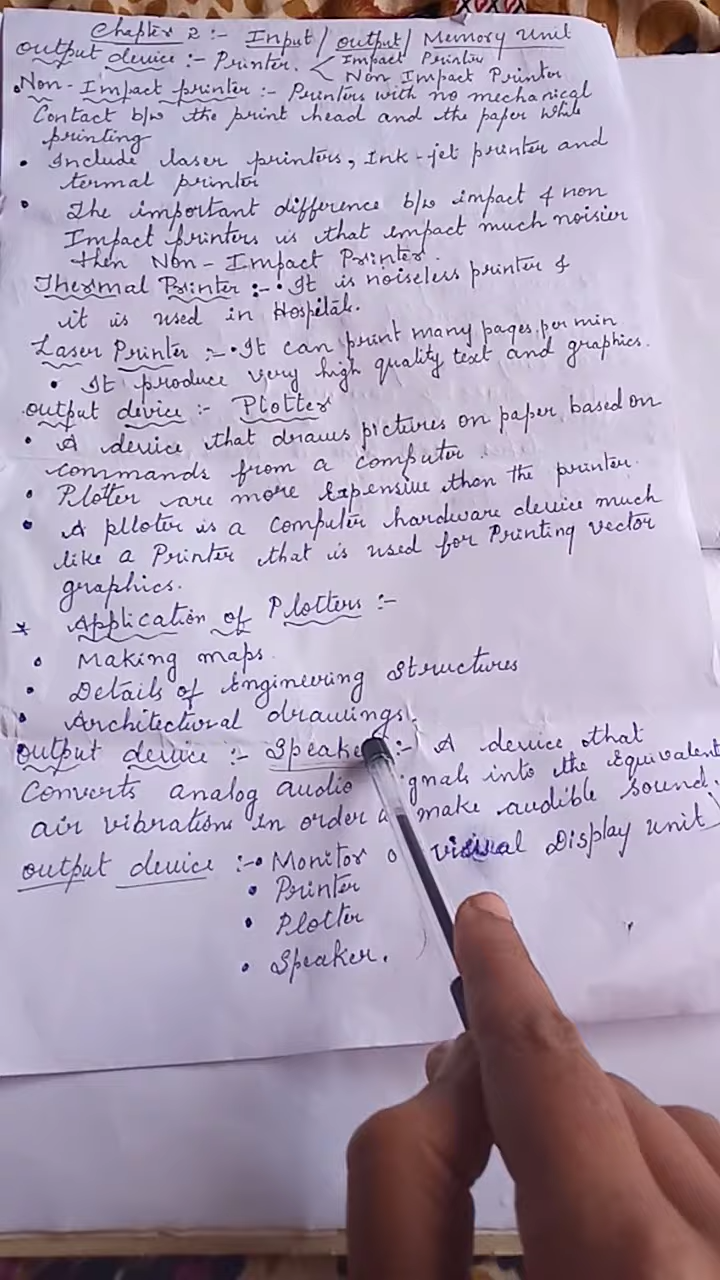 Chapter 2 :- Input / output / Memory unit
output device :- Printer. < Impact Printer
Non Impact Printer
.Non - Impact printer :- Printers with no mechanical
Contact b/w the print head and the paper while
printing
• Include laser printers, Ink-jet printer and
termal printer
• The important difference b/w impact & non
Impact printers is that impact much noisier
then Non - Impact Printer.
Thermal Printer :- • It is noiseless printer &
it is used in Hospitals.
Laser Printer :- • It can print many pages per min
• It produce very high quality text and graphics.
output device :- Plotter
• A device that draws pictures on paper based on
commands from a computer.
• Plotter are more Expensive than the printer.
• A plloter is a computer hardware device much
like a Printer that is used for Printing vector
graphics.
* Application of Plotters :-
• Making maps
• Details of Engineering structures
• Architectural drawings.
output device :- Speake :- A device that
Converts analog audio ignals into the Equivalent
air vibrations in order make audible sound.
output device :- • Monitor visual Display unit)
• Printer
• Plotter
• Speaker.